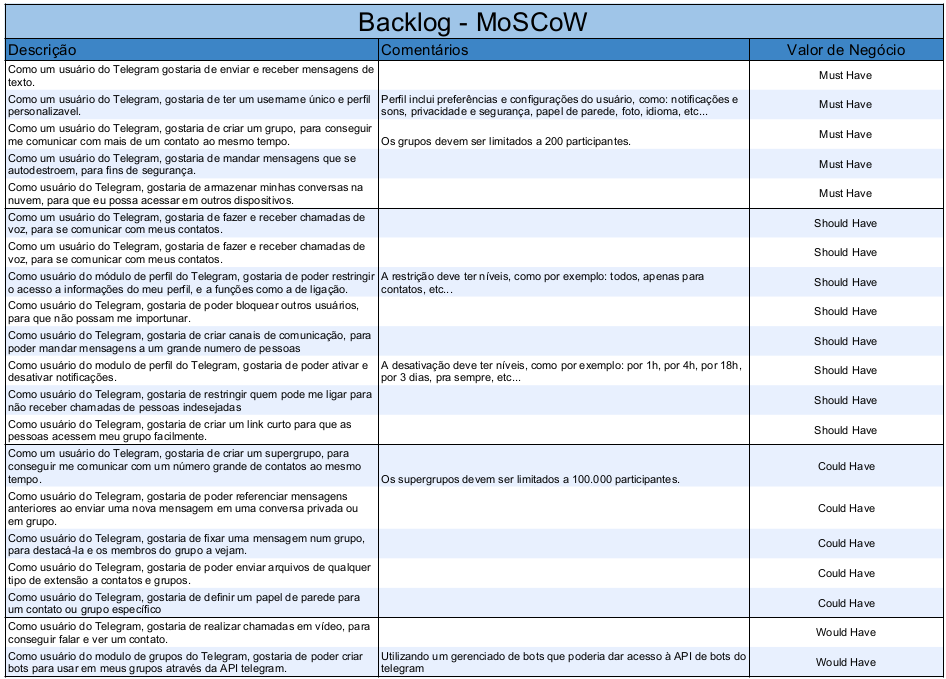 Backlog - MoSCoW
Descrição Comentários Valor de Negócio
Como um usuário do Telegram gostaria de enviar e receber mensagens de
texto.
Must Have
Como um usuário do Telegram, gostaria de ter um username único e perfil
personalizavel.
Perfil inclui preferências e configurações do usuário, como: notificações e
sons, privacidade e segurança, papel de parede, foto, idioma, etc...
Must Have
Como um usuário do Telegram, gostaria de criar um grupo, para conseguir
me comunicar com mais de um contato ao mesmo tempo.
Os grupos devem ser limitados a 200 participantes.
Must Have
Como um usuário do Telegram, gostaria de mandar mensagens que se
autodestroem, para fins de segurança.
Must Have
Como usuário do Telegram, gostaria de armazenar minhas conversas na
nuvem, para que eu possa acessar em outros dispositivos.
Must Have
Como um usuário do Telegram, gostaria de fazer e receber chamadas de
voz, para se comunicar com meus contatos.
Should Have
Como um usuário do Telegram, gostaria de fazer e receber chamadas de
voz, para se comunicar com meus contatos.
Should Have
Como usuário do módulo de perfil do Telegram, gostaria de poder restringir
o acesso a informações do meu perfil, e a funções como a de ligação.
A restrição deve ter níveis, como por exemplo: todos, apenas para
contatos, etc...
Should Have
Como usuário do Telegram, gostaria de poder bloquear outros usuários,
para que não possam me importunar.
Should Have
Como usuário do Telegram, gostaria de criar canais de comunicação, para
poder mandar mensagens a um grande numero de pessoas
Should Have
Como usuário do modulo de perfil do Telegram, gostaria de poder ativar e
desativar notificações.
A desativação deve ter níveis, como por exemplo: por 1h, por 4h, por 18h,
por 3 dias, pra sempre, etc...
Should Have
Como usuário do Telegram, gostaria de restringir quem pode me ligar para
não receber chamadas de pessoas indesejadas
Should Have
Como usuário do Telegram, gostaria de criar um link curto para que as
pessoas acessem meu grupo facilmente.
Should Have
Como um usuário do Telegram, gostaria de criar um supergrupo, para
conseguir me comunicar com um número grande de contatos ao mesmo
tempo.
Os supergrupos devem ser limitados a 100.000 participantes.
Could Have
Como usuário do Telegram, gostaria de poder referenciar mensagens
anteriores ao enviar uma nova mensagem em uma conversa privada ou
em grupo.
Could Have
Como usuário do Telegram, gostaria de fixar uma mensagem num grupo,
para destacá-la e os membros do grupo a vejam.
Could Have
Como usuário do Telegram, gostaria de poder enviar arquivos de qualquer
tipo de extensão a contatos e grupos.
Could Have
Como usuário do Telegram, gostaria de definir um papel de parede para
um contato ou grupo específico
Could Have
Como usuário do Telegram, gostaria de realizar chamadas em vídeo, para
conseguir falar e ver um contato.
Would Have
Como usuário do modulo de grupos do Telegram, gostaria de poder criar
bots para usar em meus grupos através da API telegram.
Utilizando um gerenciado de bots que poderia dar acesso à API de bots do
telegram
Would Have